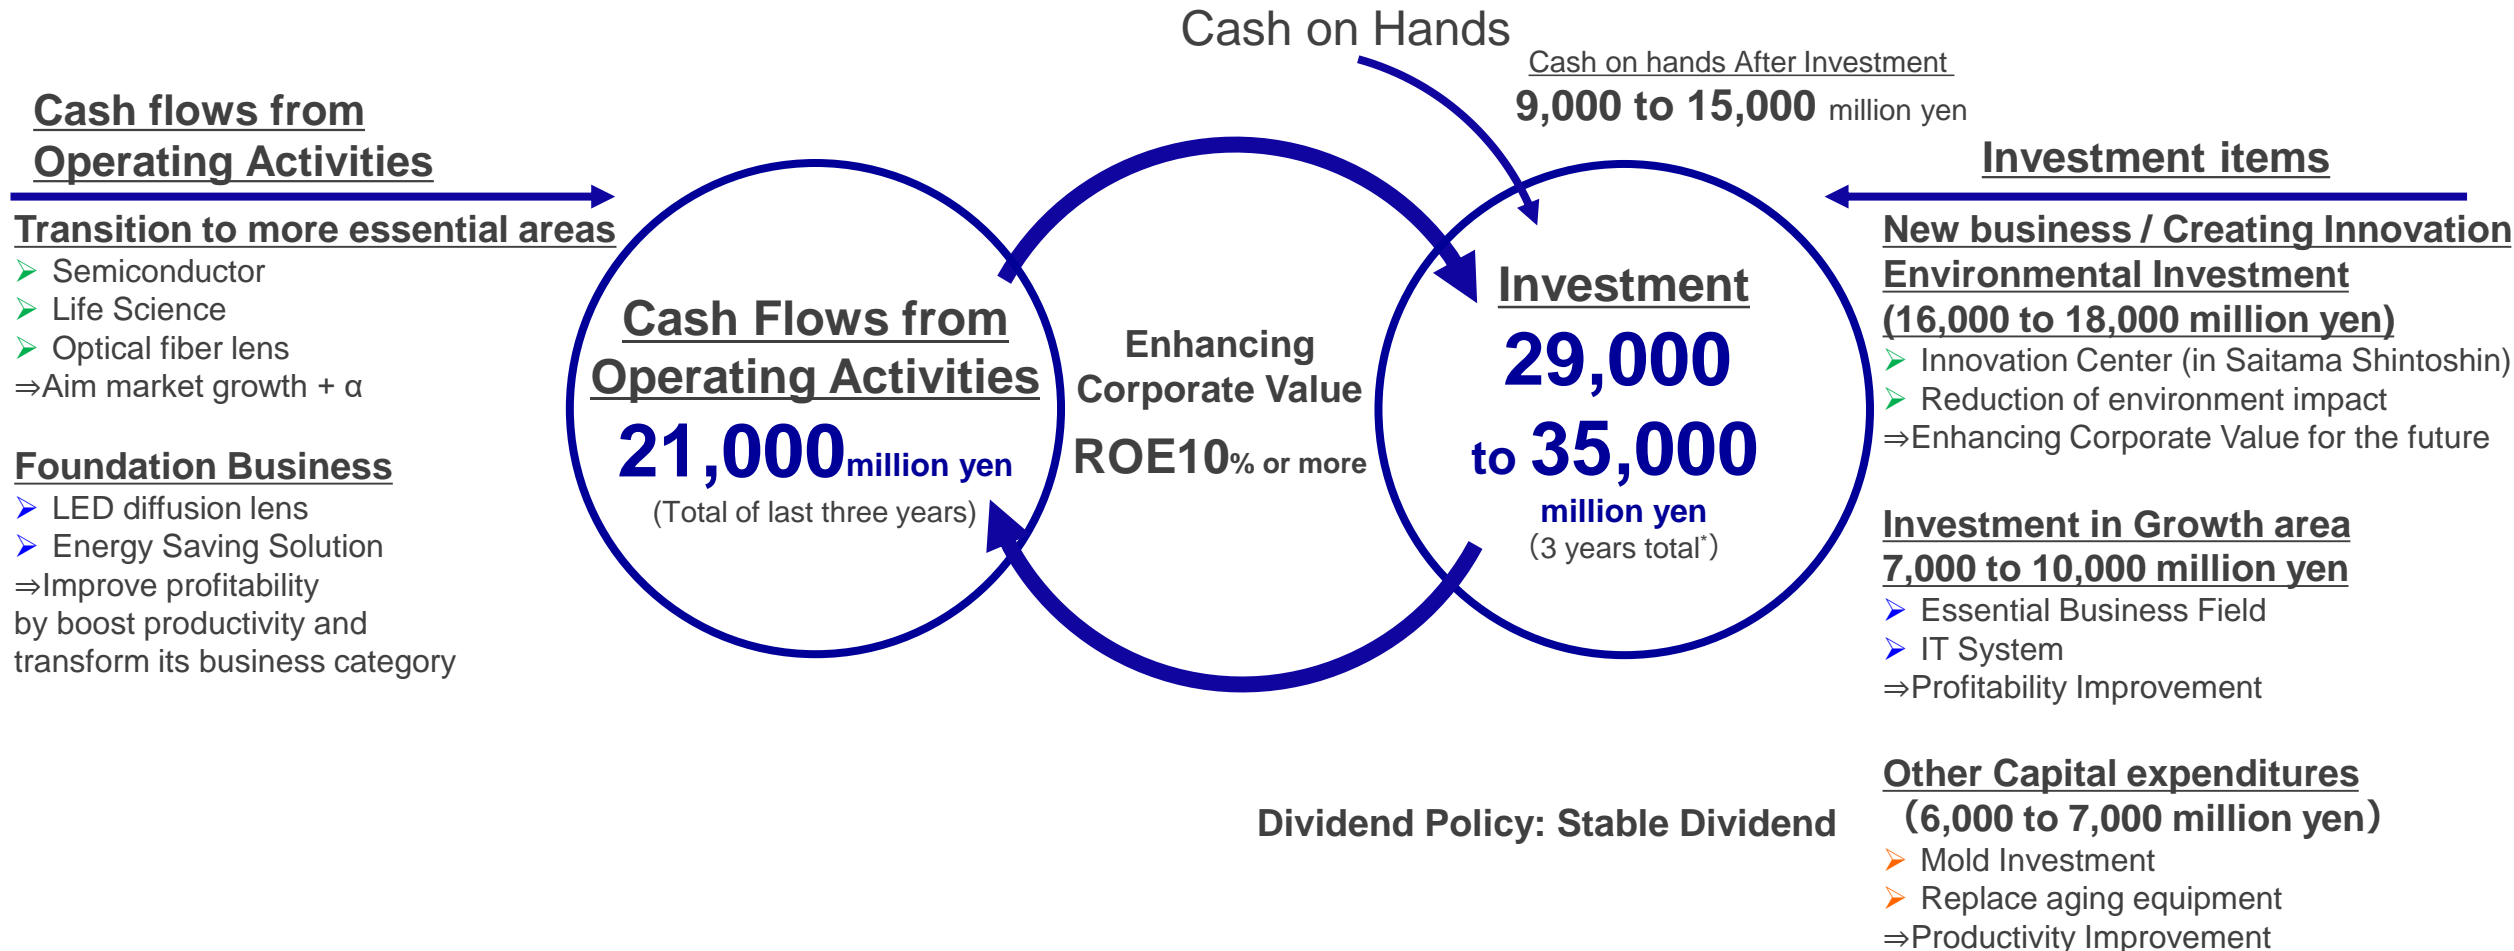 Cash on Hands
Cash on hands After Investment
9,000 to 15,000 million yen
Cash flows from
Operating Activities
Transition to more essential areas
➢ Semiconductor
➢ Life Science
➢ Optical fiber lens
⇒Aim market growth + α
Foundation Business
➢ LED diffusion lens
➢ Energy Saving Solution
⇒Improve profitability
by boost productivity and
transform its business category
Cash Flows from
Operating Activities
21,000 million yen
(Total of last three years)
Enhancing
Corporate Value
ROE10% or more
Investment
29,000
to 35,000
million yen
(3 years total*)
Dividend Policy: Stable Dividend
Investment items
New business / Creating Innovation
Environmental Investment
(16,000 to 18,000 million yen)
➢ Innovation Center (in Saitama Shintoshin)
➢ Reduction of environment impact
⇒Enhancing Corporate Value for the future
Investment in Growth area
7,000 to 10,000 million yen
➢ Essential Business Field
➢ IT System
⇒Profitability Improvement
Other Capital expenditures
(6,000 to 7,000 million yen)
➢ Mold Investment
➢ Replace aging equipment
⇒Productivity Improvement